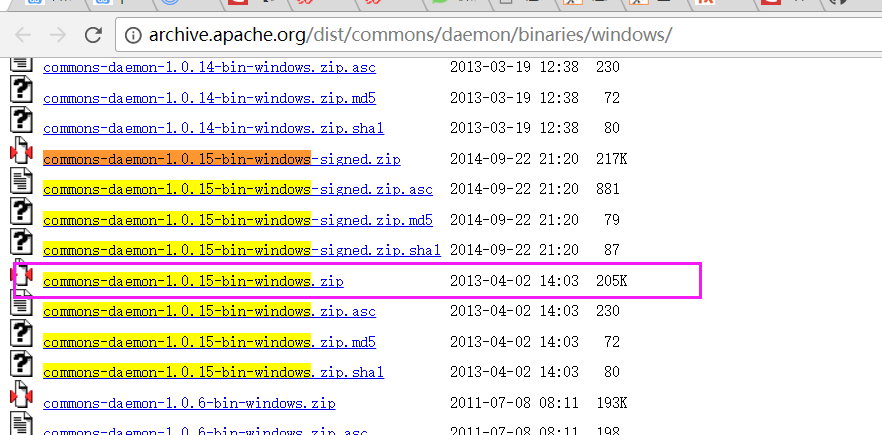 archive.apache.org/dist/commons/daemon/binaries/windows/
commons-daemon-1.0.14-bin-windows.zip.asc 2013-03-19 12:38 230
commons-daemon-1.0.14-bin-windows.zip.md5 2013-03-19 12:38 72
commons-daemon-1.0.14-bin-windows.zip.sha1 2013-03-19 12:38 80
commons-daemon-1.0.15-bin-windows-signed.zip 2014-09-22 21:20 217K
commons-daemon-1.0.15-bin-windows-signed.zip.asc 2014-09-22 21:20 881
commons-daemon-1.0.15-bin-windows-signed.zip.md5 2014-09-22 21:20 79
commons-daemon-1.0.15-bin-windows-signed.zip.sha1 2014-09-22 21:20 87
commons-daemon-1.0.15-bin-windows.zip 2013-04-02 14:03 205K
commons-daemon-1.0.15-bin-windows.zip.asc 2013-04-02 14:03 230
commons-daemon-1.0.15-bin-windows.zip.md5 2013-04-02 14:03 72
commons-daemon-1.0.15-bin-windows.zip.sha1 2013-04-02 14:03 80
commons-daemon-1.0.6-bin-windows.zip 2011-07-08 08:11 193K
commons-daemon-1.0.6-bin-windows.zip.asc 2011-07-08 08:11 198